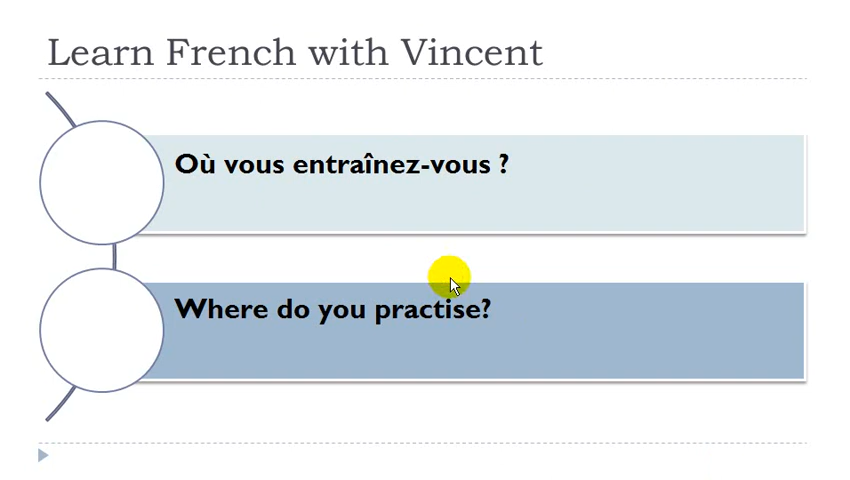 Learn French with Vincent
Où vous entraînez-vous ?
Where do you practise?